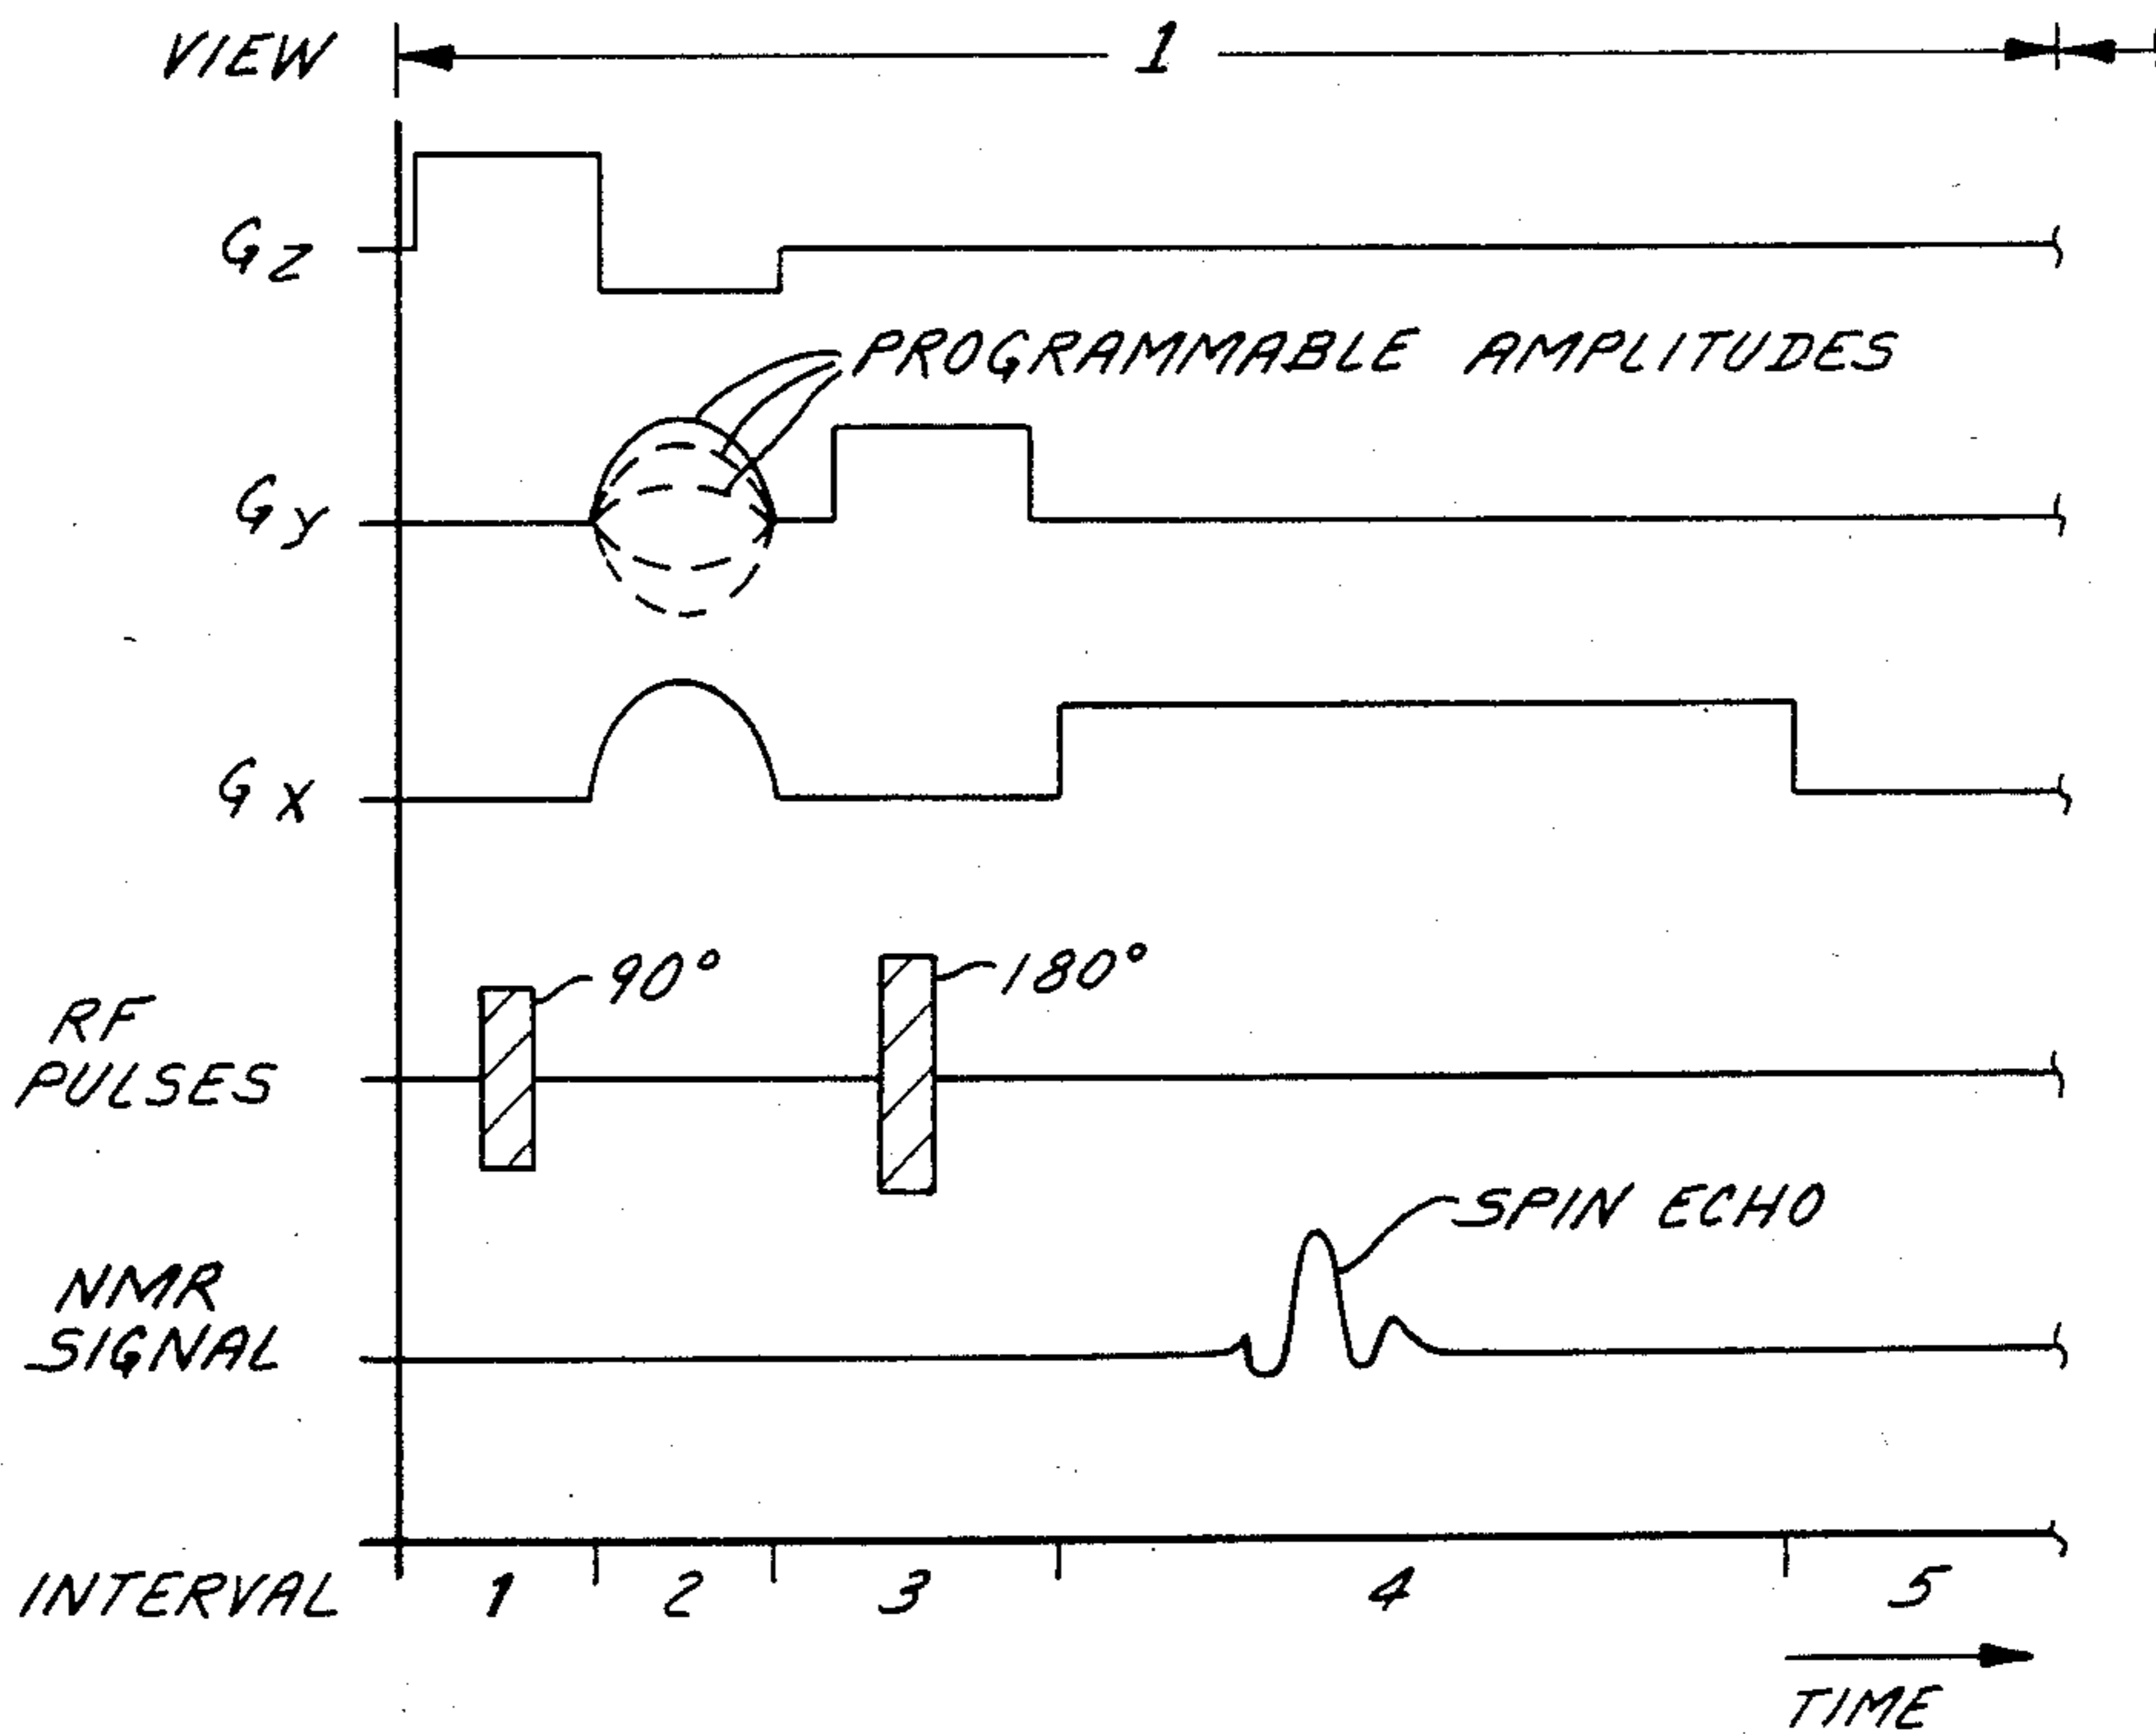 VIEW 1
GZ
PROGRAMMABLE AMPLITUDES
GY
GX
90° 180°
RF
PULSES
SPIN ECHO
NMR
SIGNAL
INTERVAL 1 2 3 4 5
TIME